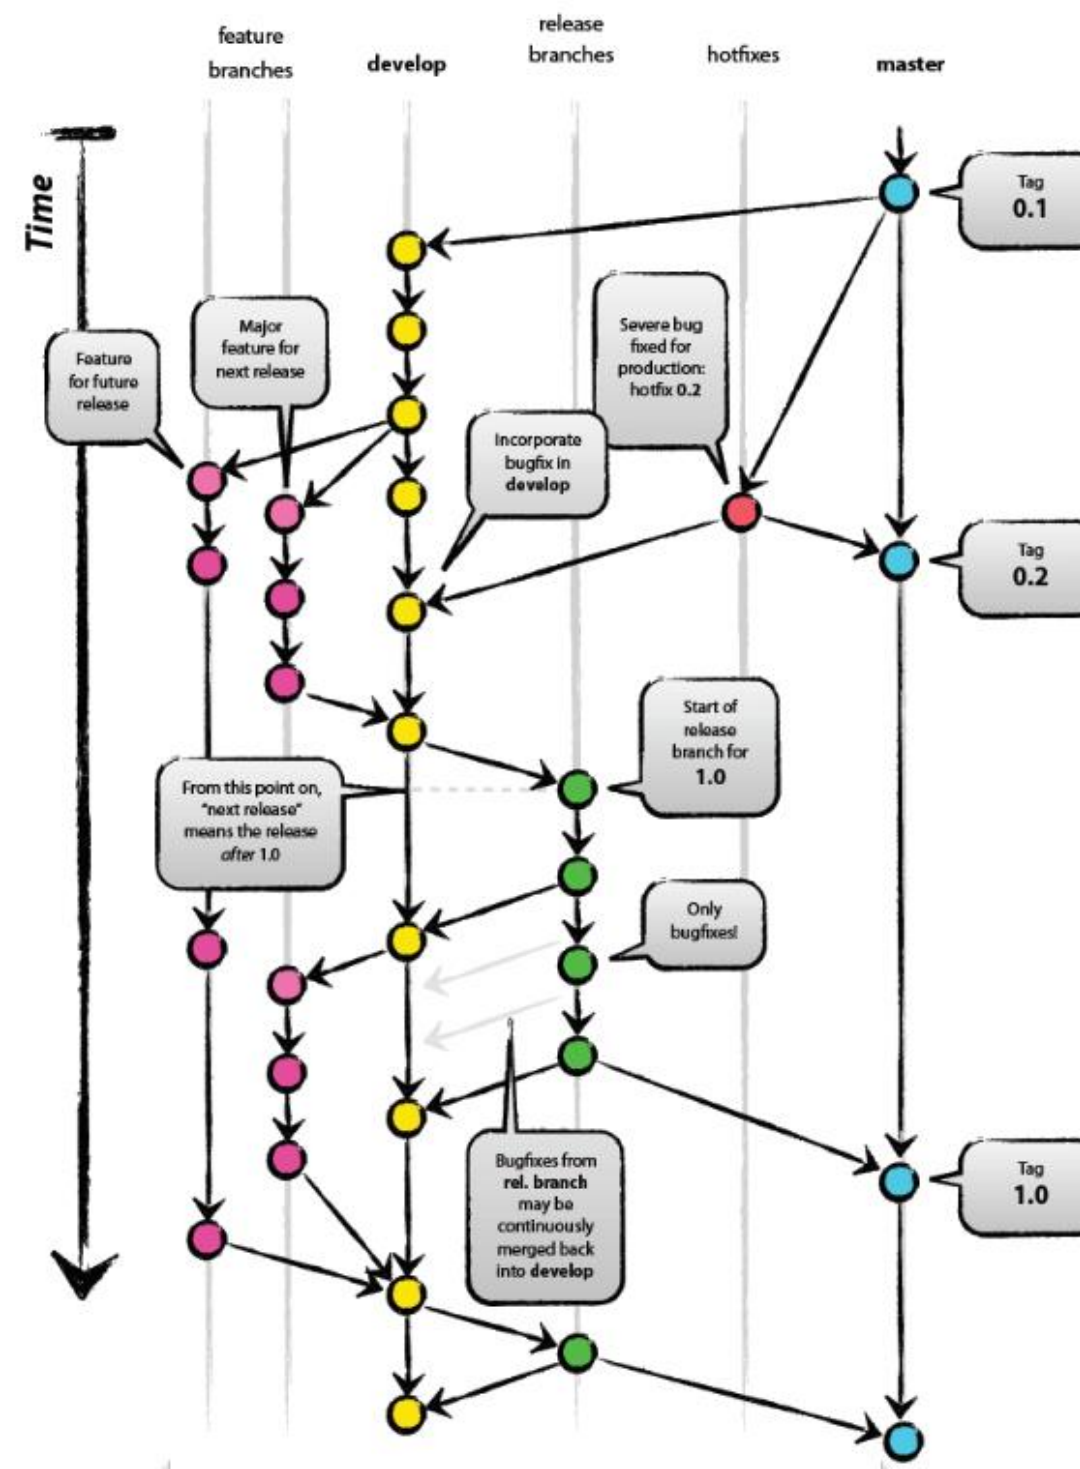 feature
branches
develop
release
branches
hotfixes
master
Time
Tag
0.1
Feature
for future
release
Major
feature for
next release
Severe bug
fixed for
production:
hotfix 0.2
Incorporate
bugfix in
develop
Tag
0.2
Start of
release
branch for
1.0
From this point on,
“next release”
means the release
after 1.0
Only
bugfixes!
Bugfixes from
rel. branch
may be
continuously
merged back
into develop
Tag
1.0